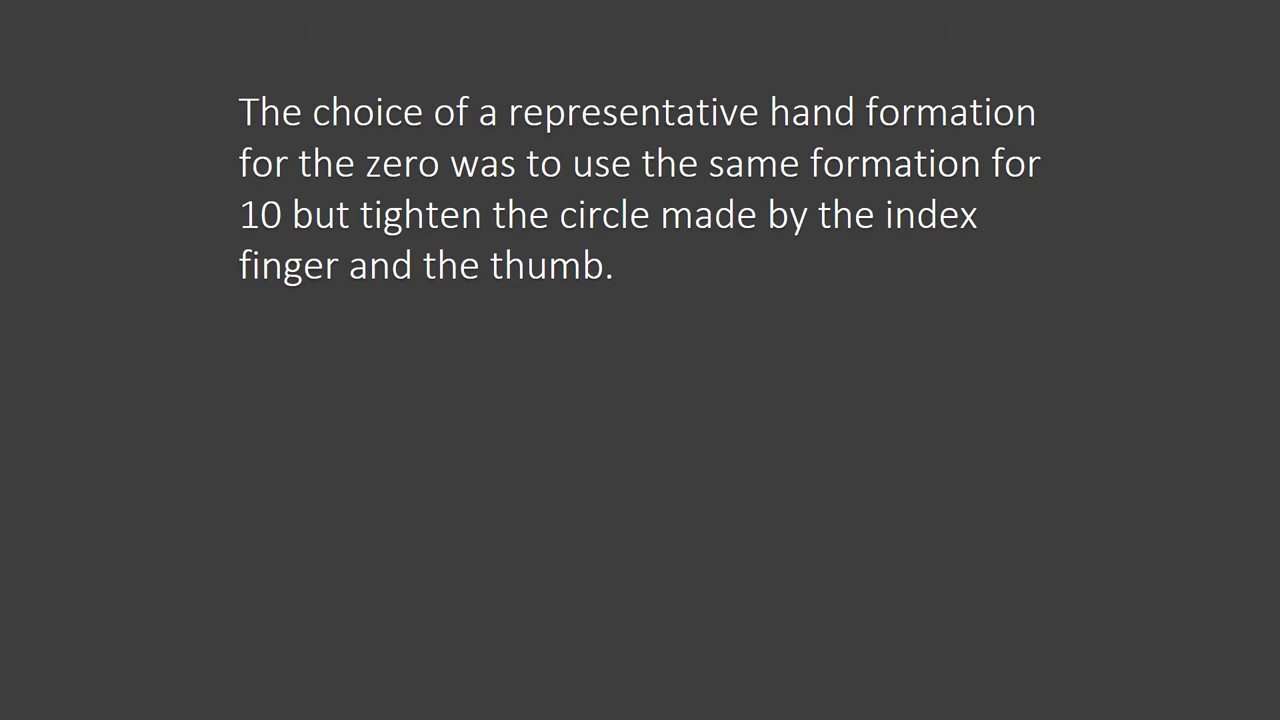 The choice of a representative hand formation
for the zero was to use the same formation for
10 but tighten the circle made by the index
finger and the thumb.